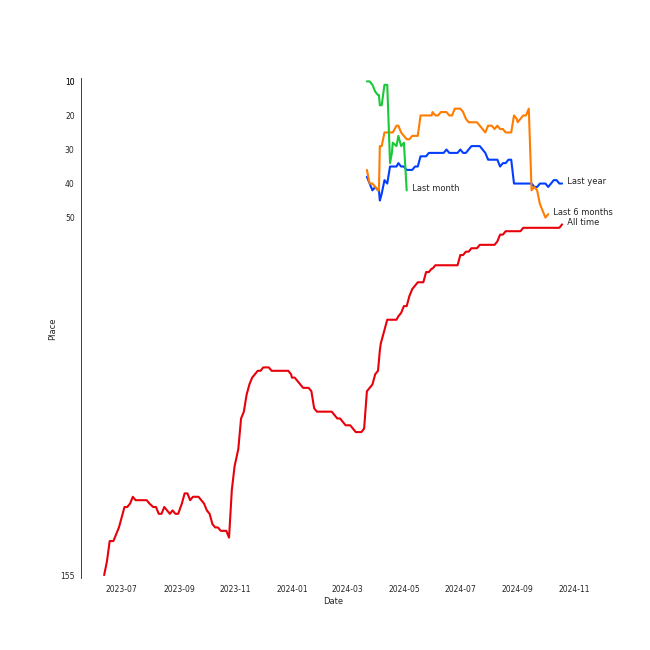 10
20
30
40
50
155
Place
Last month
Last year
Last 6 months
All time
2023-07
2023-09
2023-11
2024-01
2024-03
2024-05
2024-07
2024-09
2024-11
Date